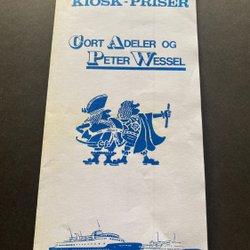 KIOSK-PRISER
CORT ADELER OG
PETER WESSEL